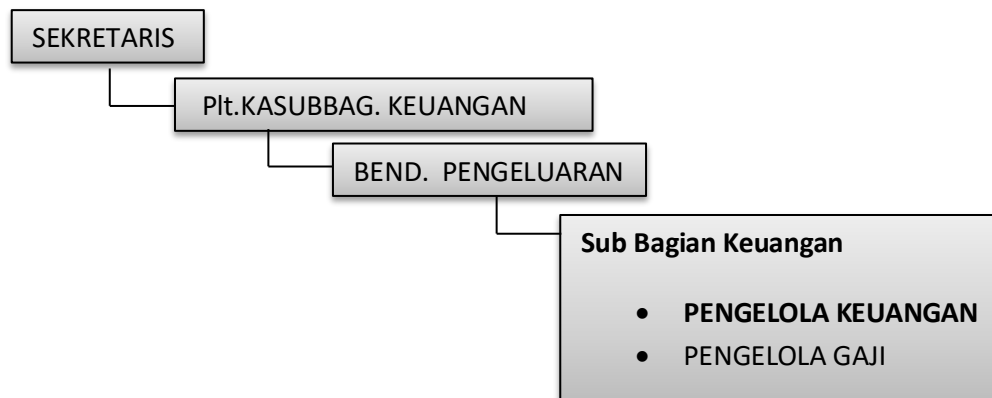 SEKRETARIS
Plt.KASUBBAG. KEUANGAN
BEND. PENGELUARAN
Sub Bagian Keuangan
• PENGELOLA KEUANGAN
• PENGELOLA GAJI